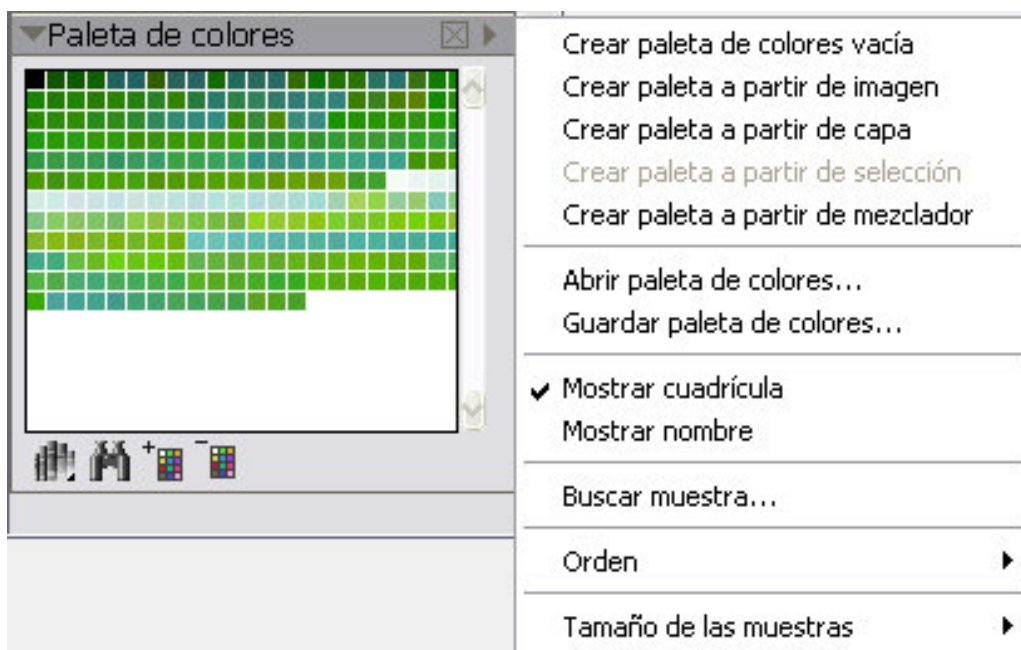 Paleta de colores
Crear paleta de colores vacía
Crear paleta a partir de imagen
Crear paleta a partir de capa
Crear paleta a partir de selección
Crear paleta a partir de mezclador
Abrir paleta de colores...
Guardar paleta de colores...
Mostrar cuadrícula
Mostrar nombre
Buscar muestra...
Orden
Tamaño de las muestras